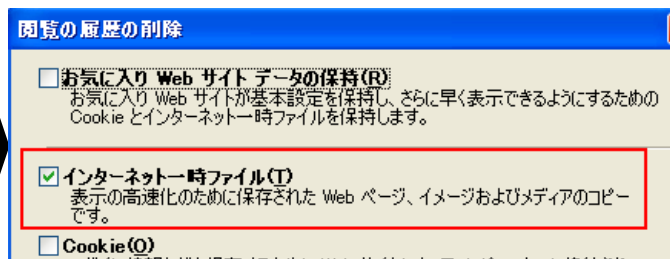 閲覧の履歴の削除
お気に入り Web サイト データの保持(R)
お気に入り Web サイトが基本設定を保持し、さらに早く表示できるようにするための
Cookie とインターネット一時ファイルを保持します。
インターネット一時ファイル(T)
表示の高速化のために保存された Web ページ、イメージおよびメディアのコピー
です。
Cookie(O)